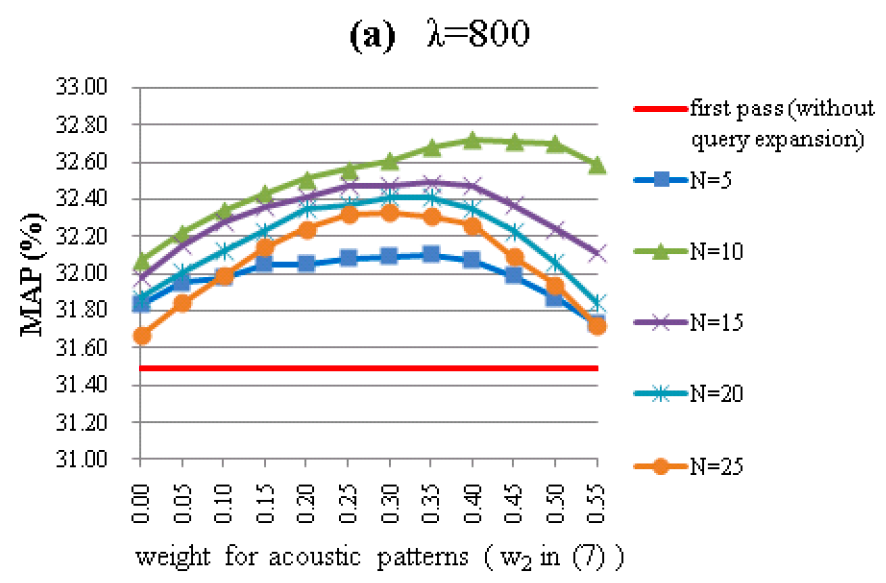 (a) λ=800
MAP (%)
33.00
32.80
32.60
32.40
32.20
32.00
31.80
31.60
31.40
31.20
31.00
0.00
0.05
0.10
0.15
0.20
0.25
0.30
0.35
0.40
0.45
0.50
0.55
weight for acoustic patterns ( w₂ in (7) )
first pass (without
query expansion)
N=5
N=10
N=15
N=20
N=25